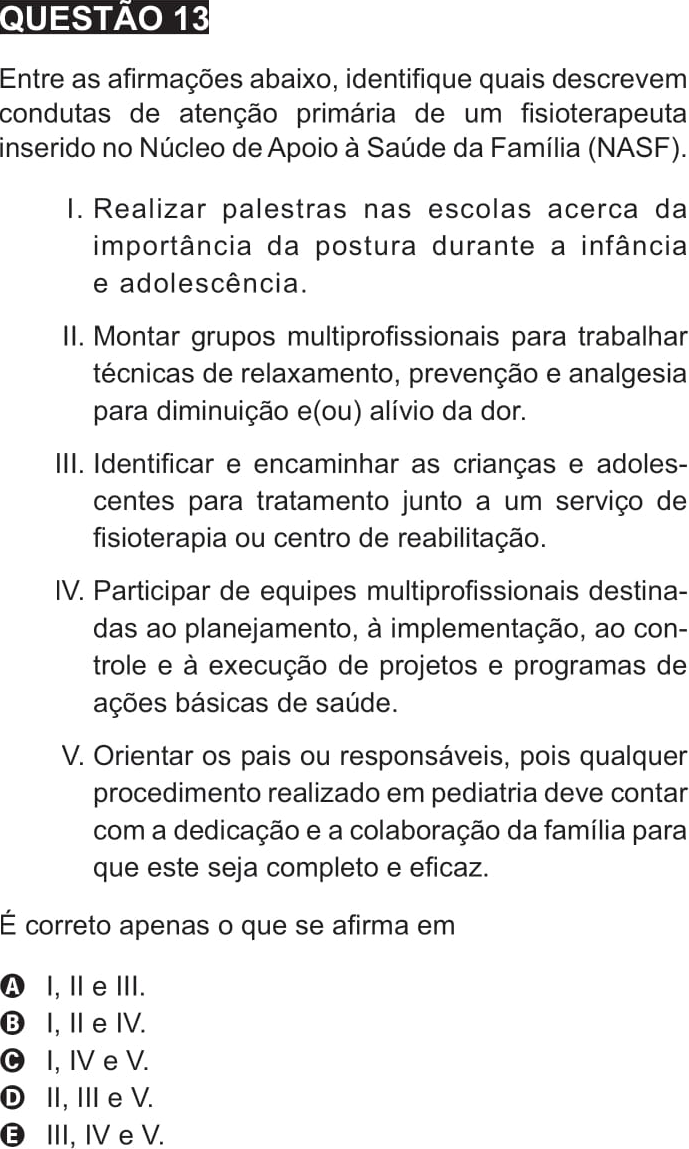 QUESTÃO 13
Entre as afirmações abaixo, identifique quais descrevem
condutas de atenção primária de um fisioterapeuta
inserido no Núcleo de Apoio à Saúde da Família (NASF).
I. Realizar palestras nas escolas acerca da
importância da postura durante a infância
e adolescência.
II. Montar grupos multiprofissionais para trabalhar
técnicas de relaxamento, prevenção e analgesia
para diminuição e(ou) alívio da dor.
III. Identificar e encaminhar as crianças e adoles-
centes para tratamento junto a um serviço de
fisioterapia ou centro de reabilitação.
IV. Participar de equipes multiprofissionais destina-
das ao planejamento, à implementação, ao con-
trole e à execução de projetos e programas de
ações básicas de saúde.
V. Orientar os pais ou responsáveis, pois qualquer
procedimento realizado em pediatria deve contar
com a dedicação e a colaboração da família para
que este seja completo e eficaz.
É correto apenas o que se afirma em
A I, II e III.
B I, II e IV.
C I, IV e V.
D II, III e V.
E III, IV e V.